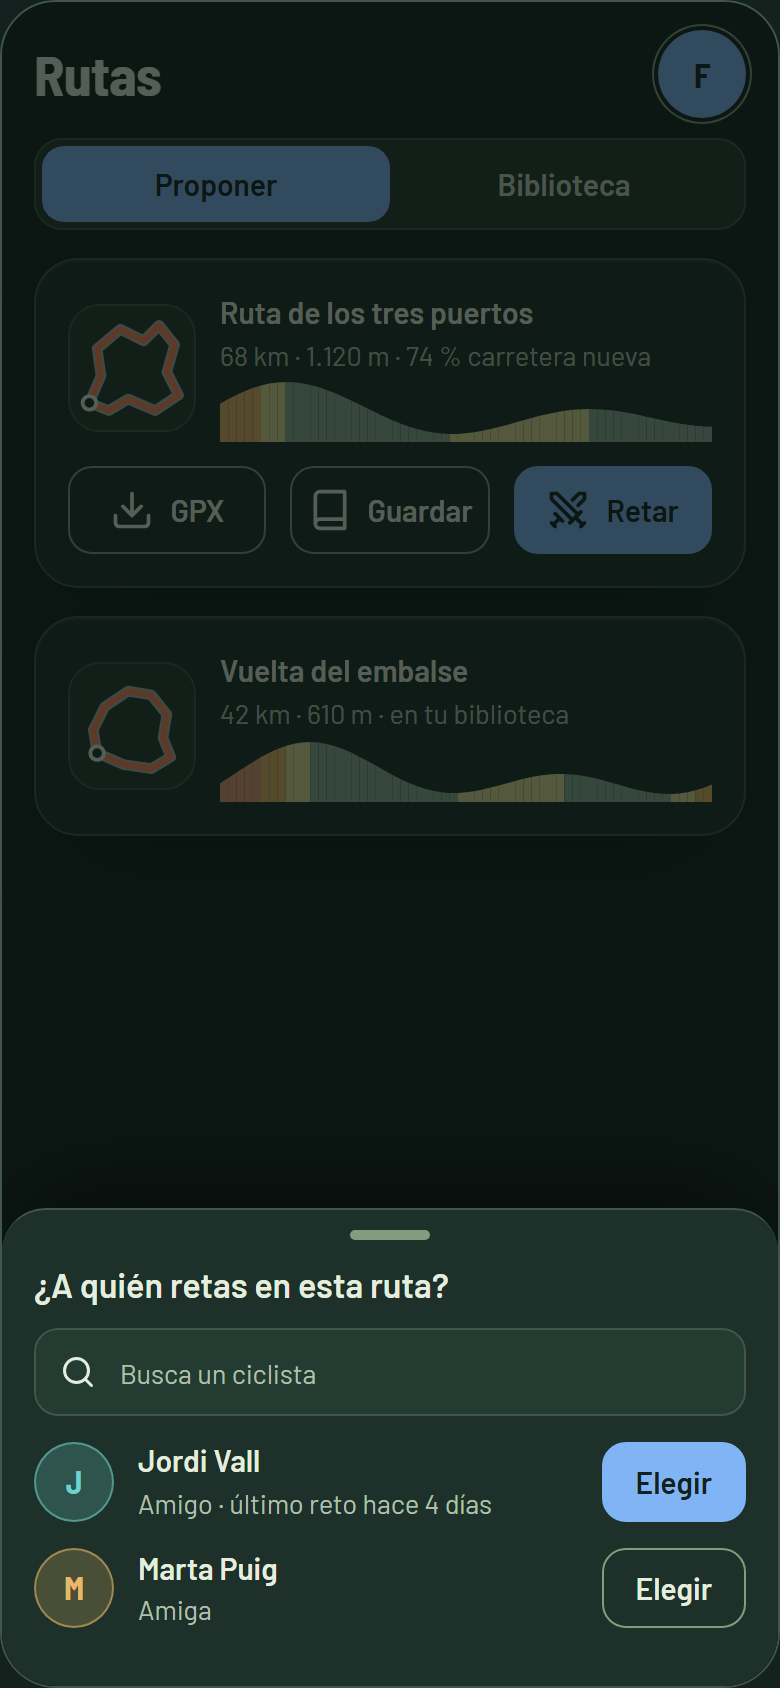 Rutas
F
Proponer
Biblioteca
Ruta de los tres puertos
68 km · 1.120 m · 74 % carretera nueva
GPX
Guardar
Retar
Vuelta del embalse
42 km · 610 m · en tu biblioteca
¿A quién retas en esta ruta?
Busca un ciclista
J
Jordi Vall
Amigo · último reto hace 4 días
Elegir
M
Marta Puig
Amiga
Elegir